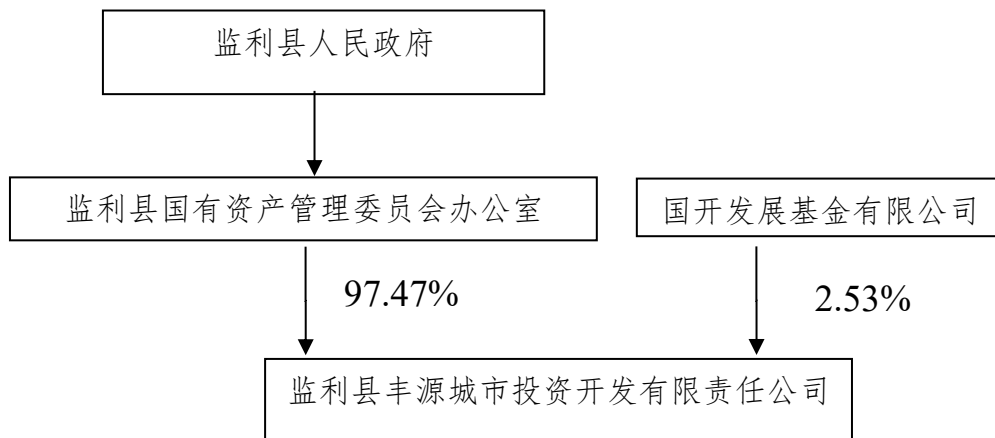 监利县人民政府
监利县国有资产管理委员会办公室
国开发展基金有限公司
97.47%
2.53%
监利县丰源城市投资开发有限责任公司